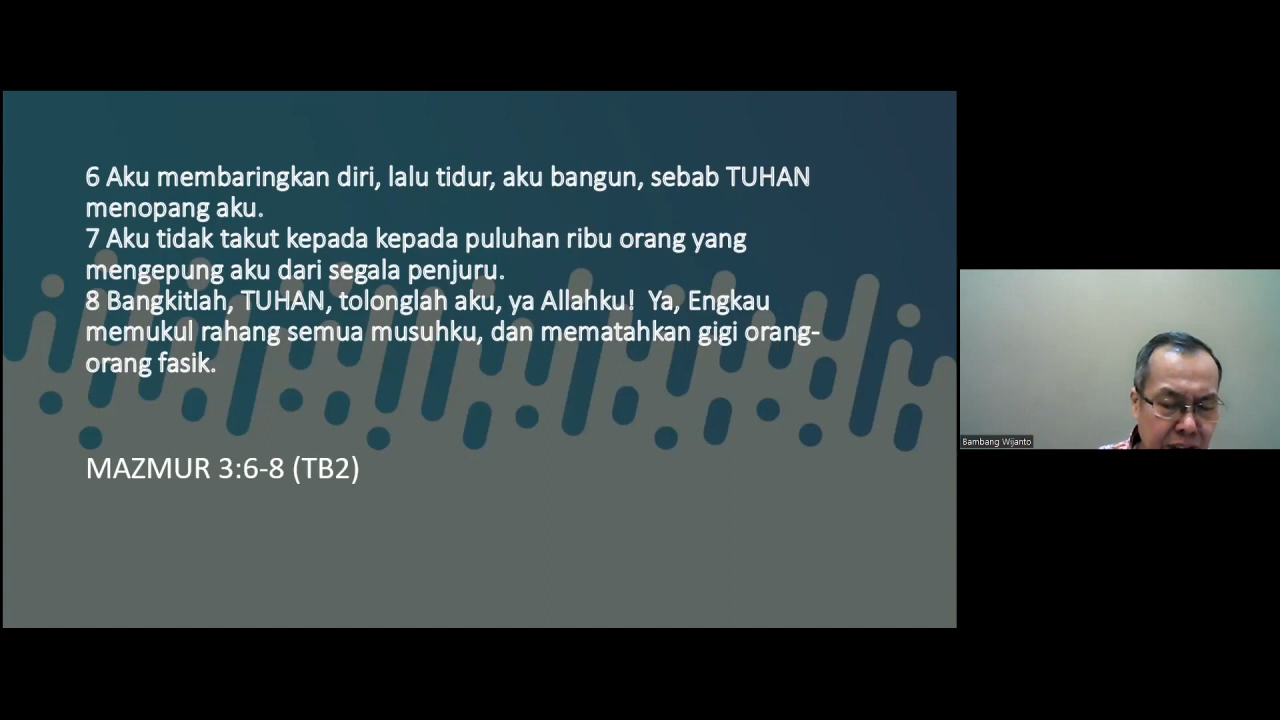 6 Aku membaringkan diri, lalu tidur, aku bangun, sebab TUHAN
menopang aku.
7 Aku tidak takut kepada kepada puluhan ribu orang yang
mengepung aku dari segala penjuru.
8 Bangkitlah, TUHAN, tolonglah aku, ya Allahku!  Ya, Engkau
memukul rahang semua musuhku, dan mematahkan gigi orang-
orang fasik.
MAZMUR 3:6-8 (TB2)
Bambang Wijanto